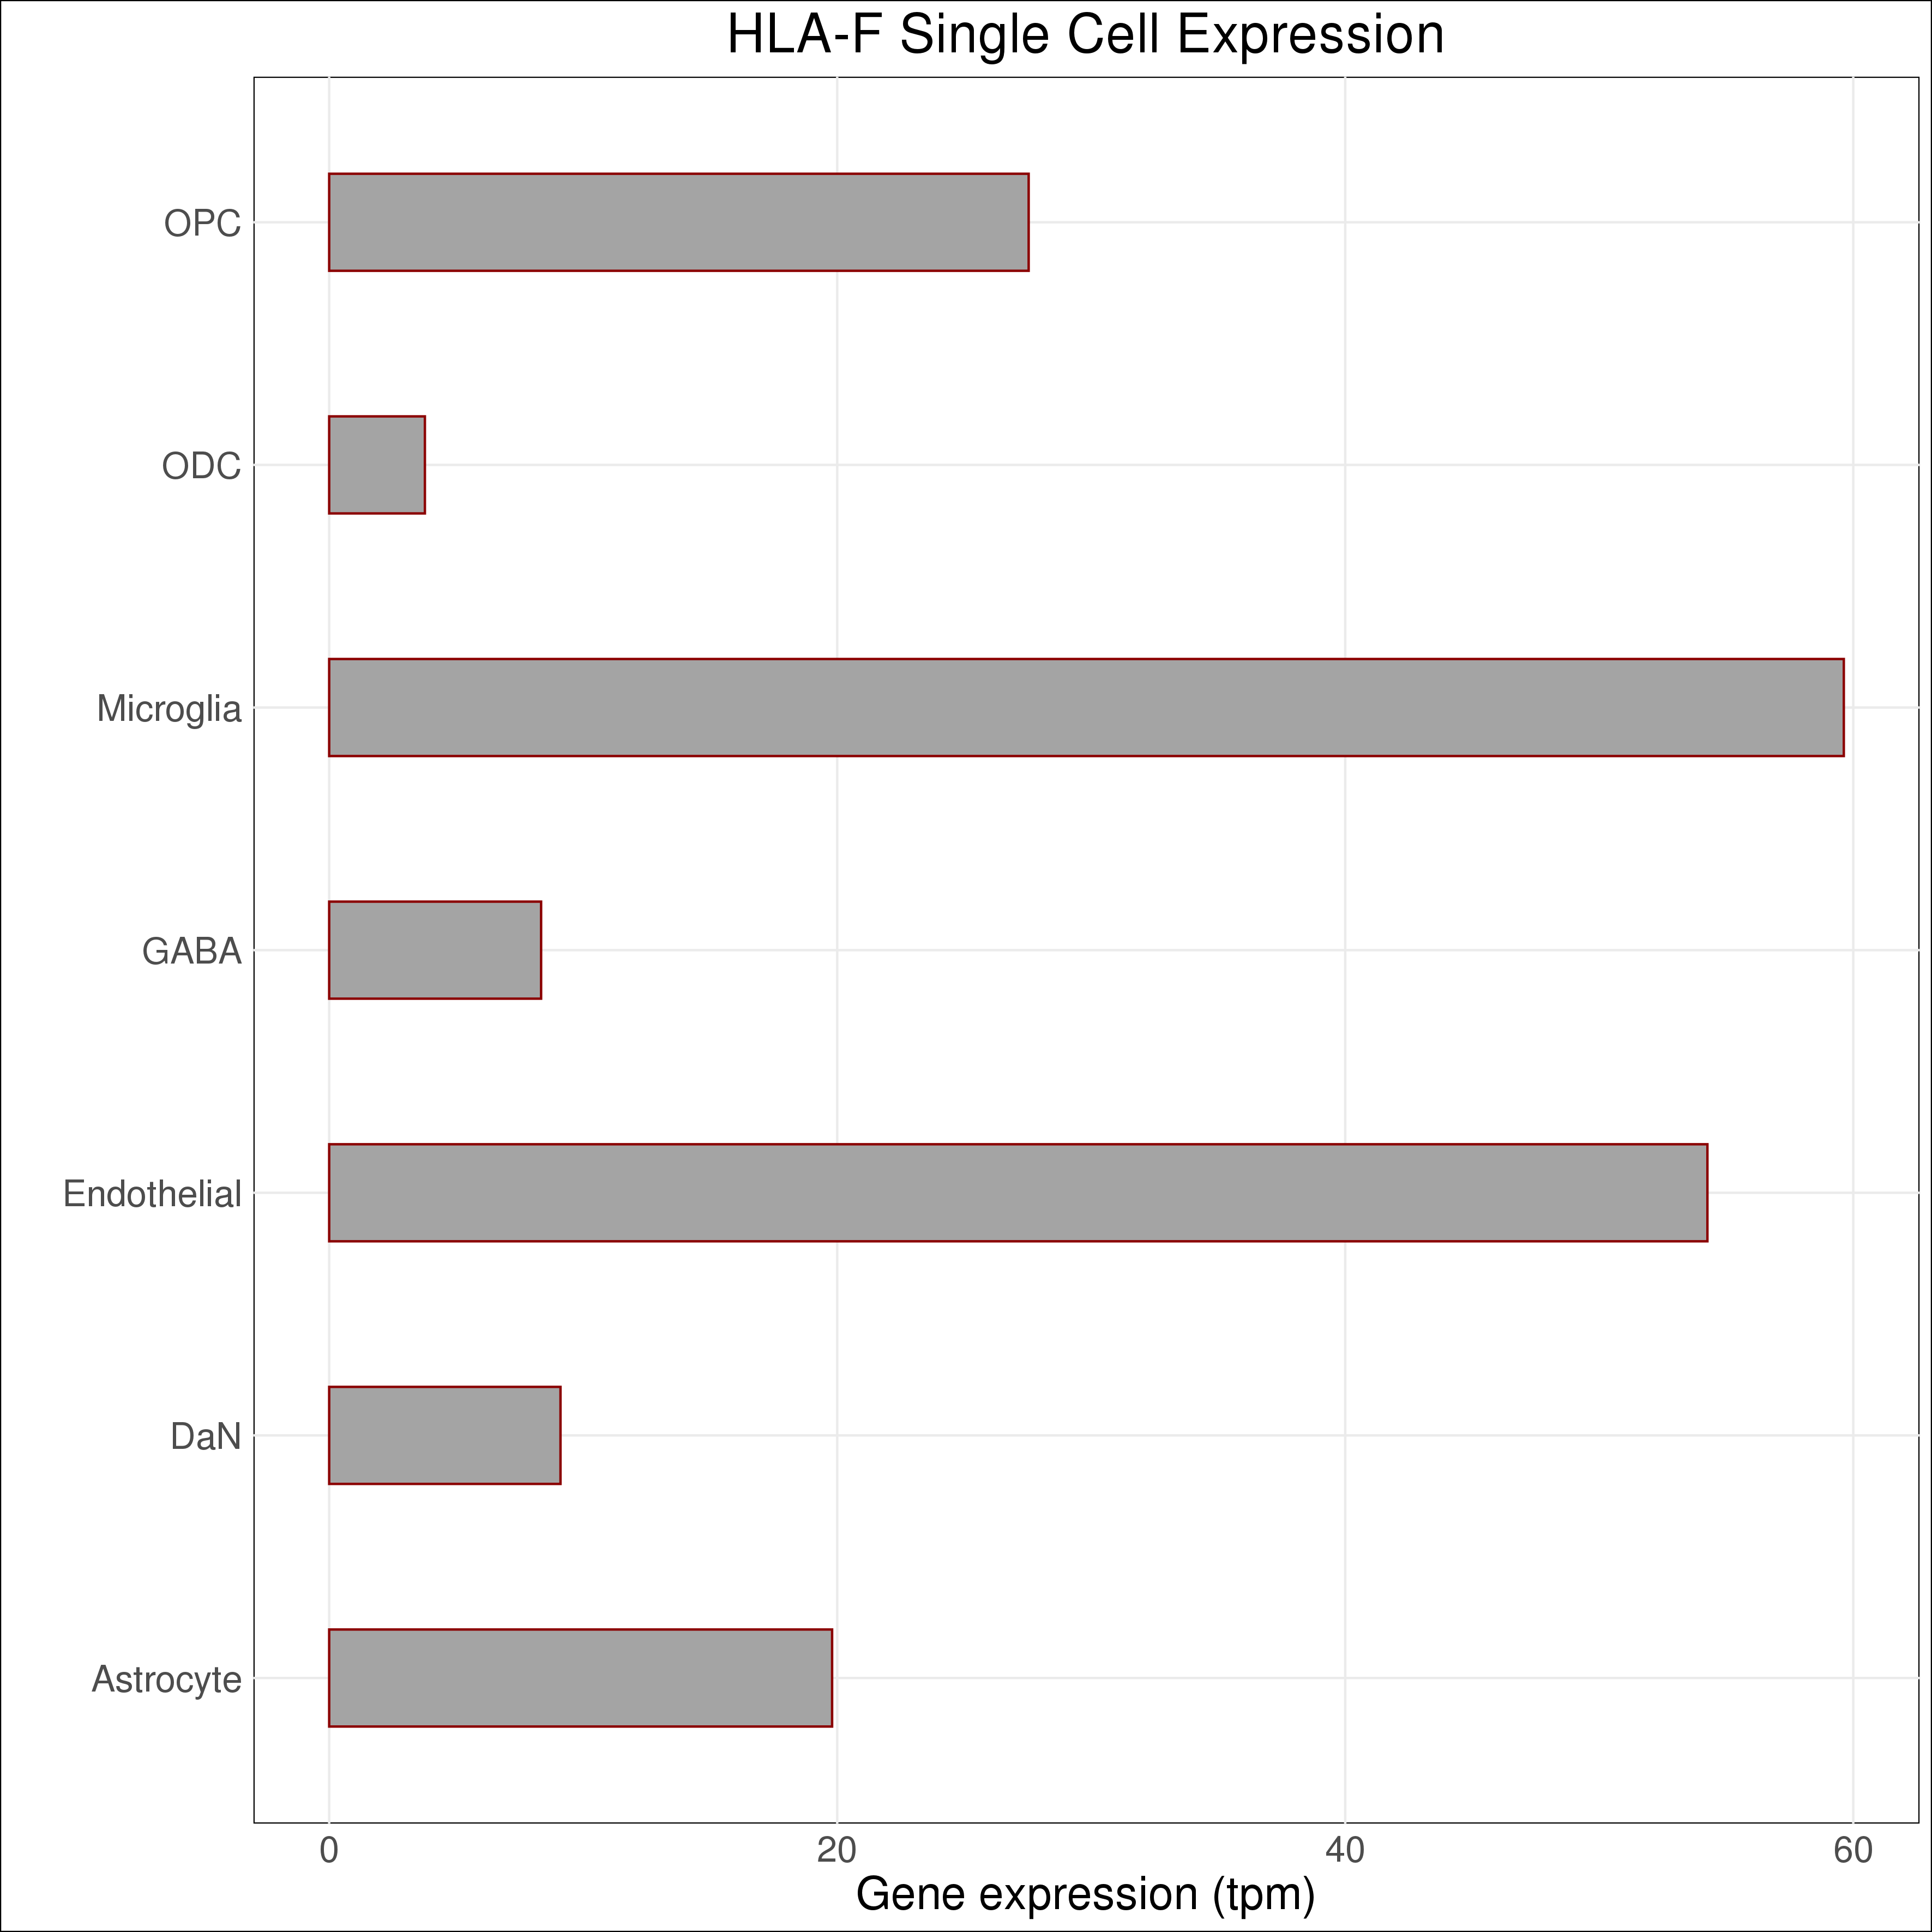 HLA-F Single Cell Expression
OPC
ODC
Microglia
GABA
Endothelial
DaN
Astrocyte
0 20 40 60
Gene expression (tpm)